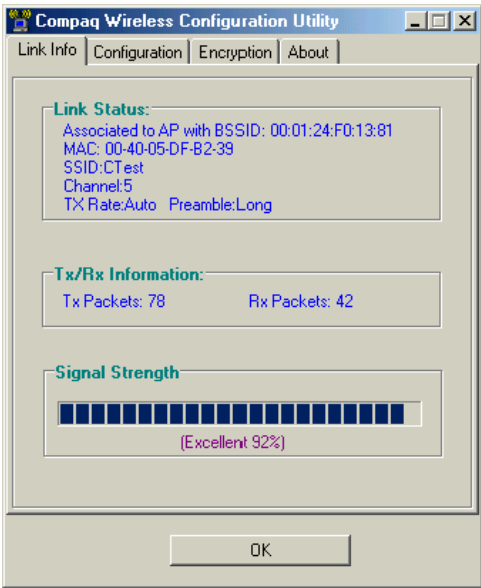 Compaq Wireless Configuration Utility
Link Info Configuration Encryption About
Link Status:
Associated to AP with BSSID: 00:01:24:F0:13:81
MAC: 00-40-05-DF-B2-39
SSID:CTest
Channel:5
TX Rate:Auto Preamble:Long
Tx/Rx Information:
Tx Packets: 78 Rx Packets: 42
Signal Strength
(Excellent 92%)
OK